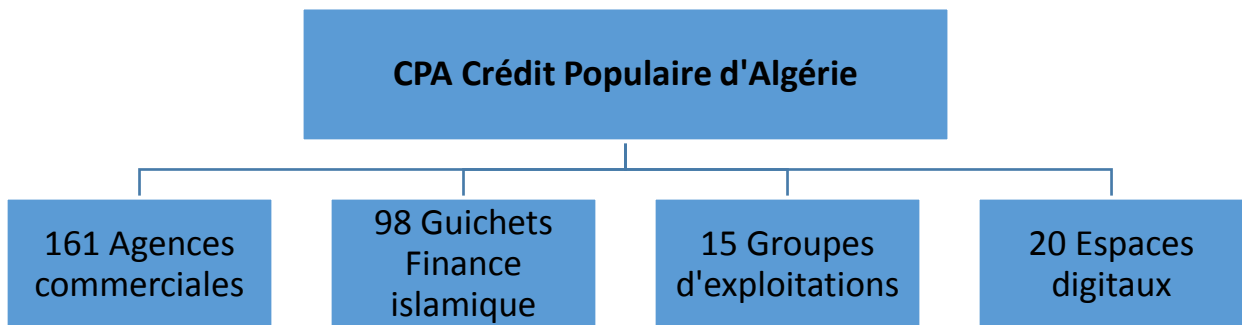 CPA Crédit Populaire d'Algérie
161 Agences
commerciales
98 Guichets
Finance
islamique
15 Groupes
d'exploitations
20 Espaces
digitaux